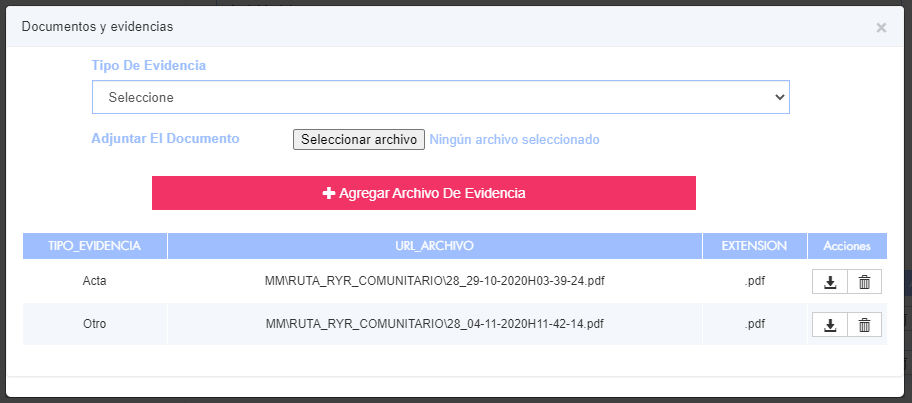 Documentos y evidencias
×
Tipo De Evidencia
Seleccione
Adjuntar El Documento Seleccionar archivo Ningún archivo seleccionado
+ Agregar Archivo De Evidencia
TIPO_EVIDENCIA URL_ARCHIVO EXTENSION Acciones
Acta MM\RUTA_RYR_COMUNITARIO\28_29-10-2020H03-39-24.pdf .pdf
Otro MM\RUTA_RYR_COMUNITARIO\28_04-11-2020H11-42-14.pdf .pdf